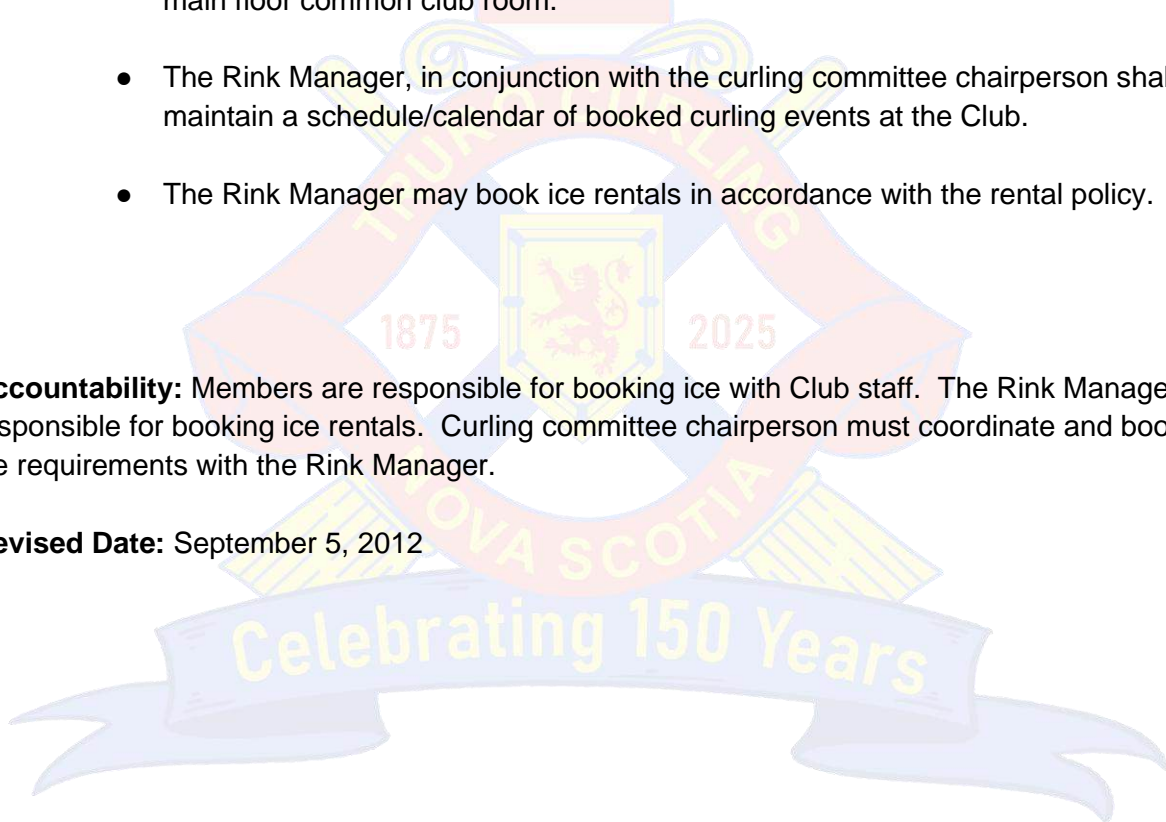 main floor common club room.
● The Rink Manager, in conjunction with the curling committee chairperson shal
maintain a schedule/calendar of booked curling events at the Club.
● The Rink Manager may book ice rentals in accordance with the rental policy.
TRURO CURLING
1875 2025
ccountability: Members are responsible for booking ice with Club staff. The Rink Manage
sponsible for booking ice rentals. Curling committee chairperson must coordinate and boo
e requirements with the Rink Manager.
NOVA SCOTIA
evised Date: September 5, 2012
Celebrating 150 Years